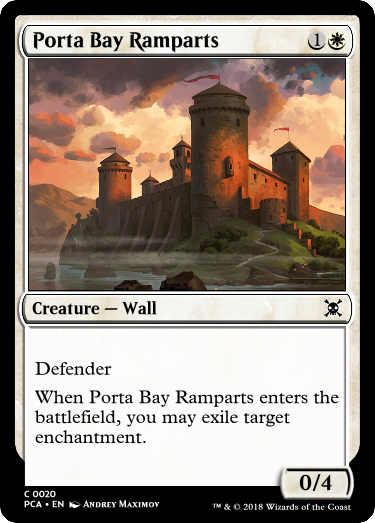 Porta Bay Ramparts 1
Creature — Wall
Defender
When Porta Bay Ramparts enters the
battlefield, you may exile target
enchantment.
0/4
C 0020
PCA • EN Andrey Maximov
™ & © 2018 Wizards of the Coast